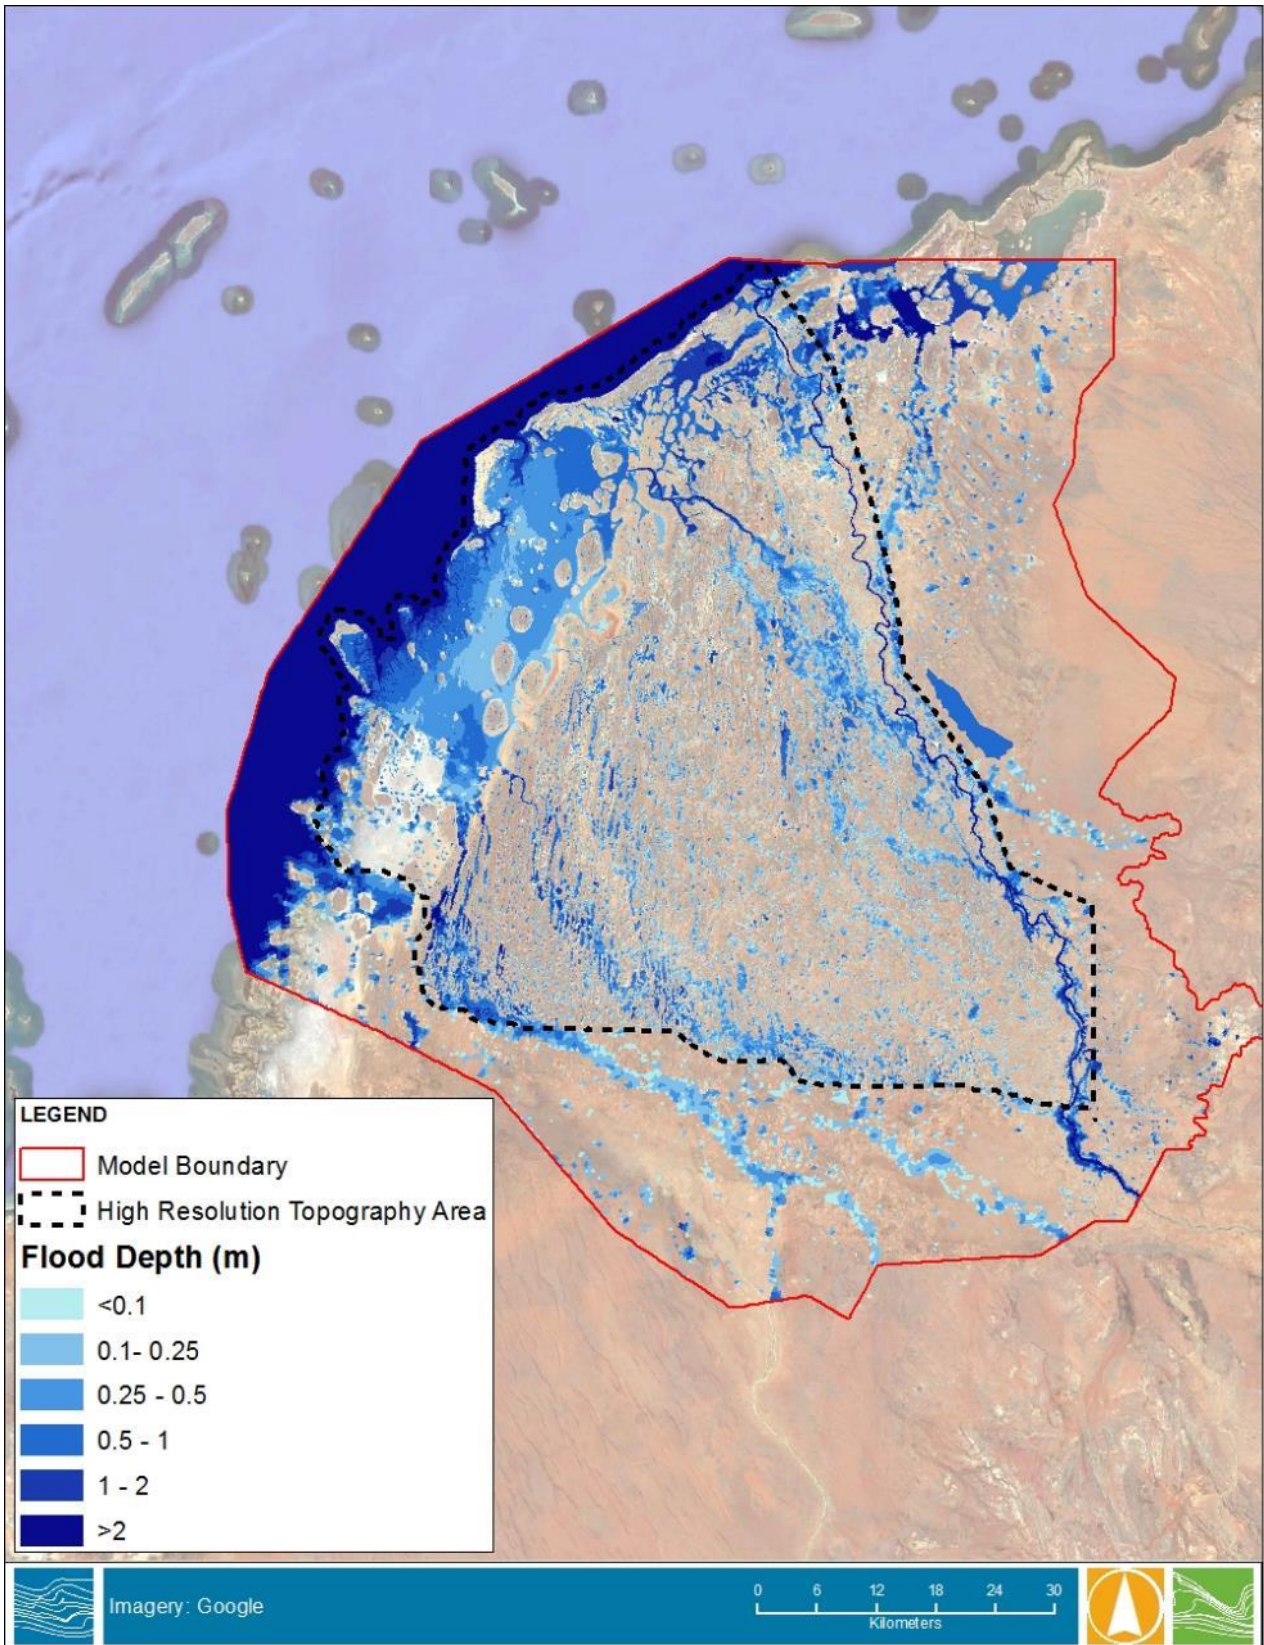 LEGEND
Model Boundary
High Resolution Topography Area
Flood Depth (m)
<0.1
0.1- 0.25
0.25 - 0.5
0.5 - 1
1 - 2
>2
Imagery: Google
0 6 12 18 24 30
Kilometers